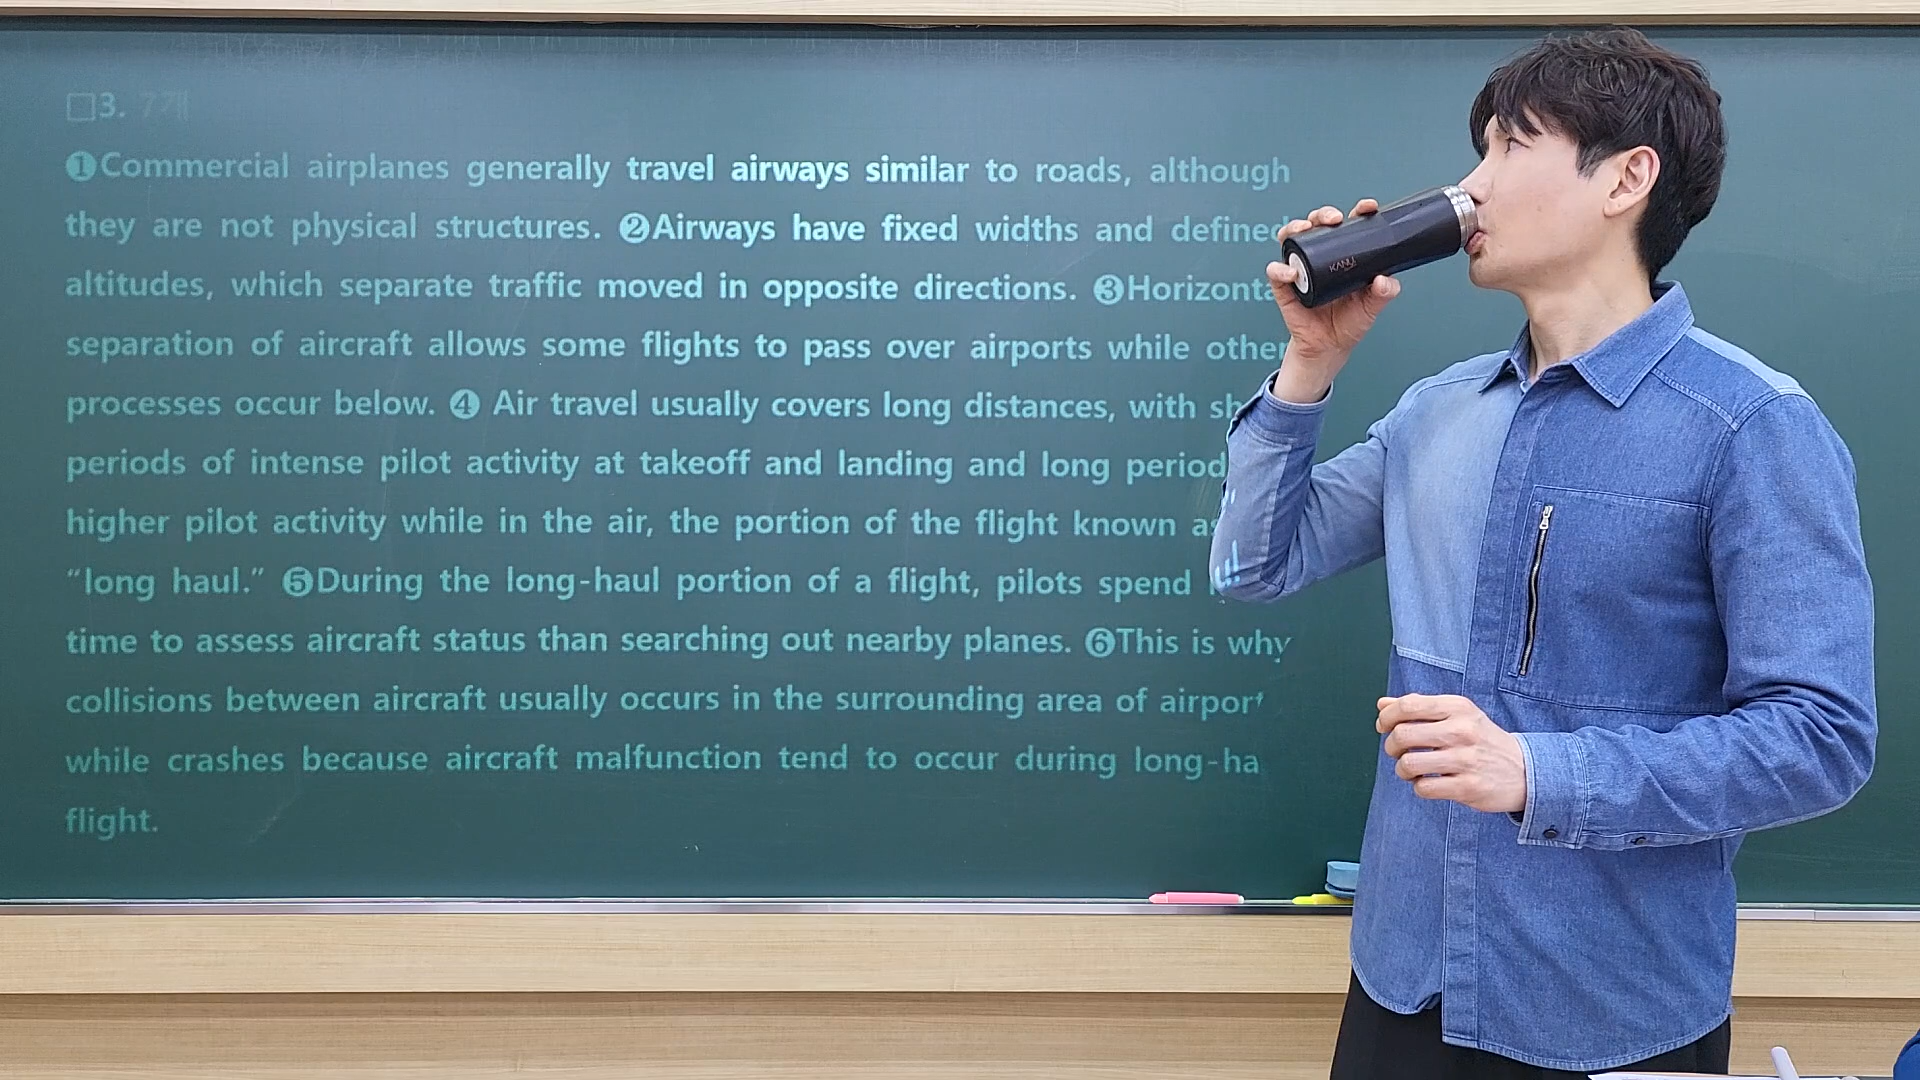 □3. 7개
❶Commercial airplanes generally travel airways similar to roads, although
they are not physical structures. ❷Airways have fixed widths and defined
altitudes, which separate traffic moved in opposite directions. ❸Horizonta
separation of aircraft allows some flights to pass over airports while other
processes occur below. ❹ Air travel usually covers long distances, with sh
periods of intense pilot activity at takeoff and landing and long period
higher pilot activity while in the air, the portion of the flight known as
“long haul.” ❺During the long-haul portion of a flight, pilots spend
time to assess aircraft status than searching out nearby planes. ❻This is why
collisions between aircraft usually occurs in the surrounding area of airport
while crashes because aircraft malfunction tend to occur during long-ha
flight.
KANU